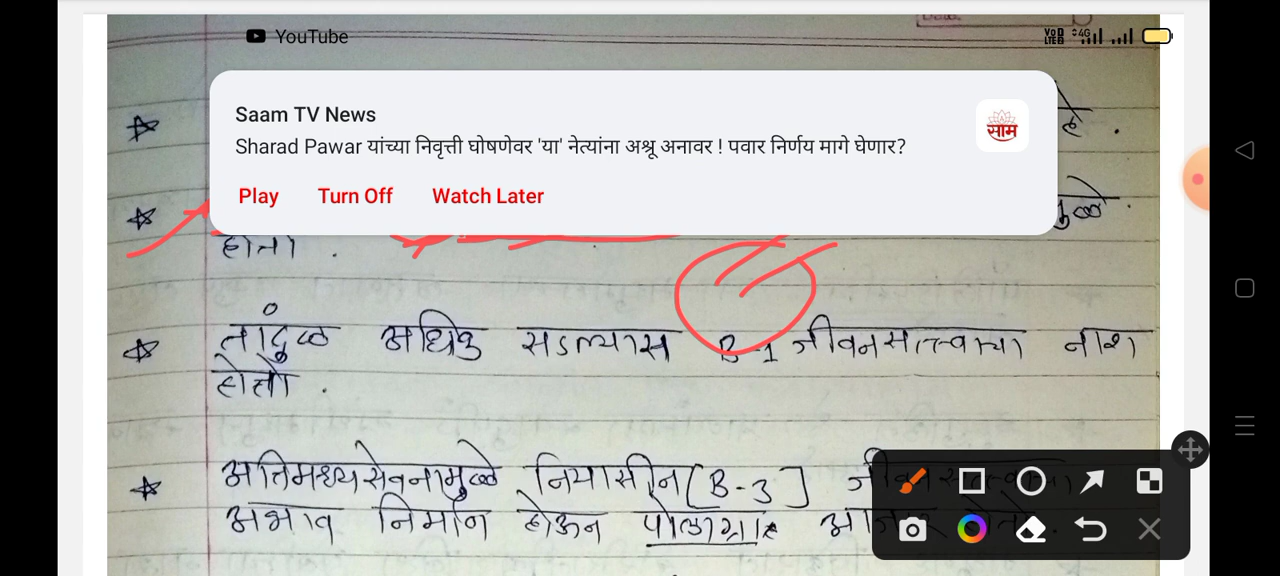 YouTube
Saam TV News
Sharad Pawar यांच्या निवृत्ती घोषणेवर 'या' नेत्यांना अश्रू अनावर ! पवार निर्णय मागे घेणार?
साम
Play Turn Off Watch Later
होतो .
तांदुळ अधिक सडल्यास B-1 जीवनसत्त्वाचा नाश
होतो .
अतिमध्यसेवनामुळे नियासीन [B-3]
अभाव निर्माण होऊन पेलाग्रा